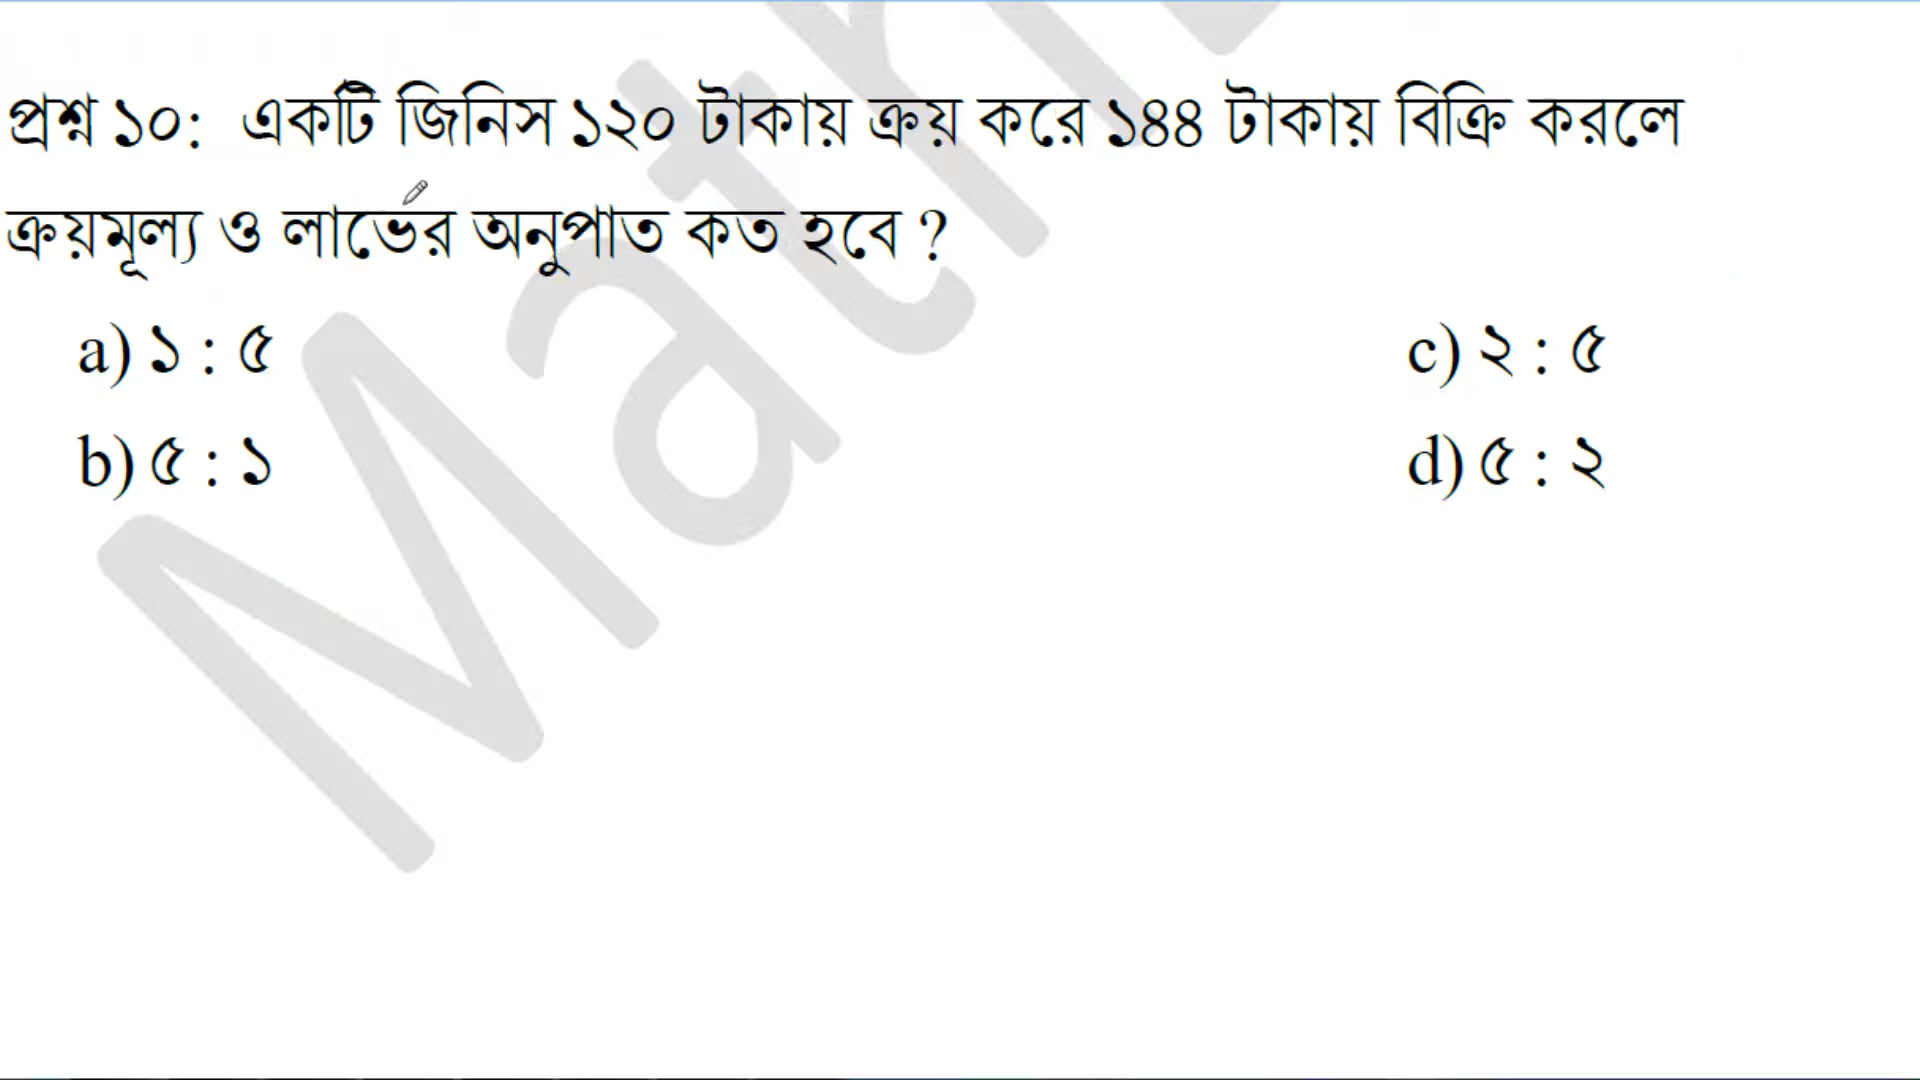 প্রশ্ন ১০: একটি জিনিস ১২০ টাকায় ক্রয় করে ১৪৪ টাকায় বিক্রি করলে
ক্রয়মূল্য ও লাভের অনুপাত কত হবে ?
a) ১ : ৫
c) ২ : ৫
b) ৫ : ১
d) ৫ : ২
Math